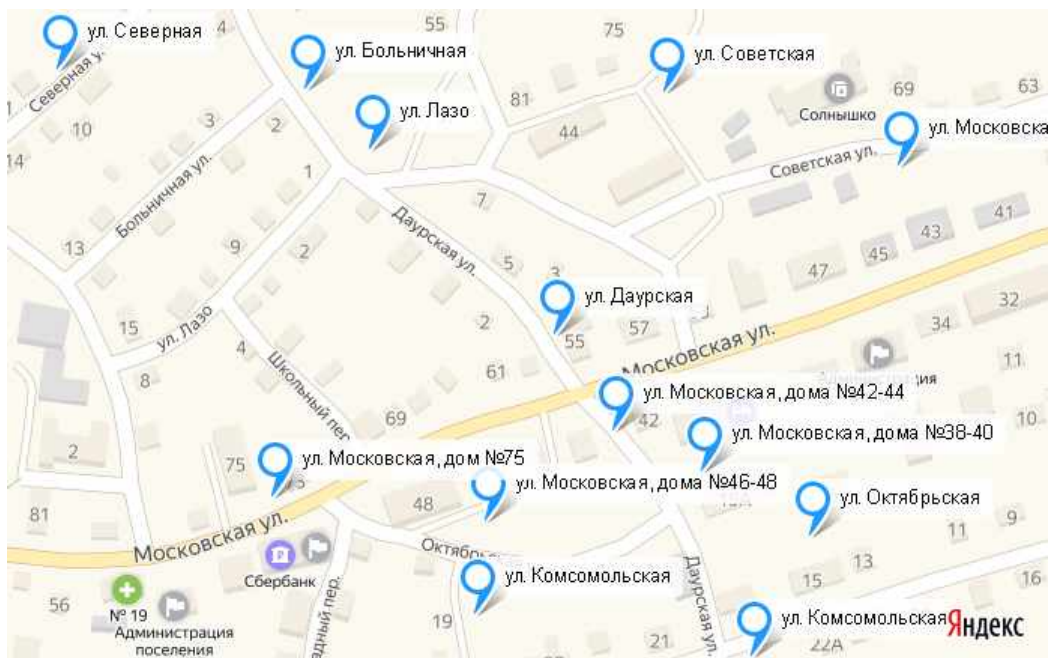 ул. Северная
4
55
75
ул. Больничная
ул. Советская
Северная у
81
69
63
ул. Лазо
Солнышко
ул. Московска
10
3
2
44
14
1
Советская ул.
Больничная ул.
7
41
Даурская ул.
43
13
9
2
5
3
45
47
ул. Даурская
32
15
ул. Лазо
2
57
34
55
Московская ул.
4
Школьный пер.
61
11
8
ул. Московская, дома №42-44
69
42
10
ул. Московская, дома №38-40
2
75
ул. Московская, дом №75
ул. Московская, дома №46-48
48
ул. Октябрьская
81
Московская ул.
11
9
Октябрьс
Сбербанк
13
ул. Комсомольская
15
16
56
№ 19
Даурская ул.
19
ул. Комсомольская
Яндекс
Администрация
поселения
адный пер.
21
22А